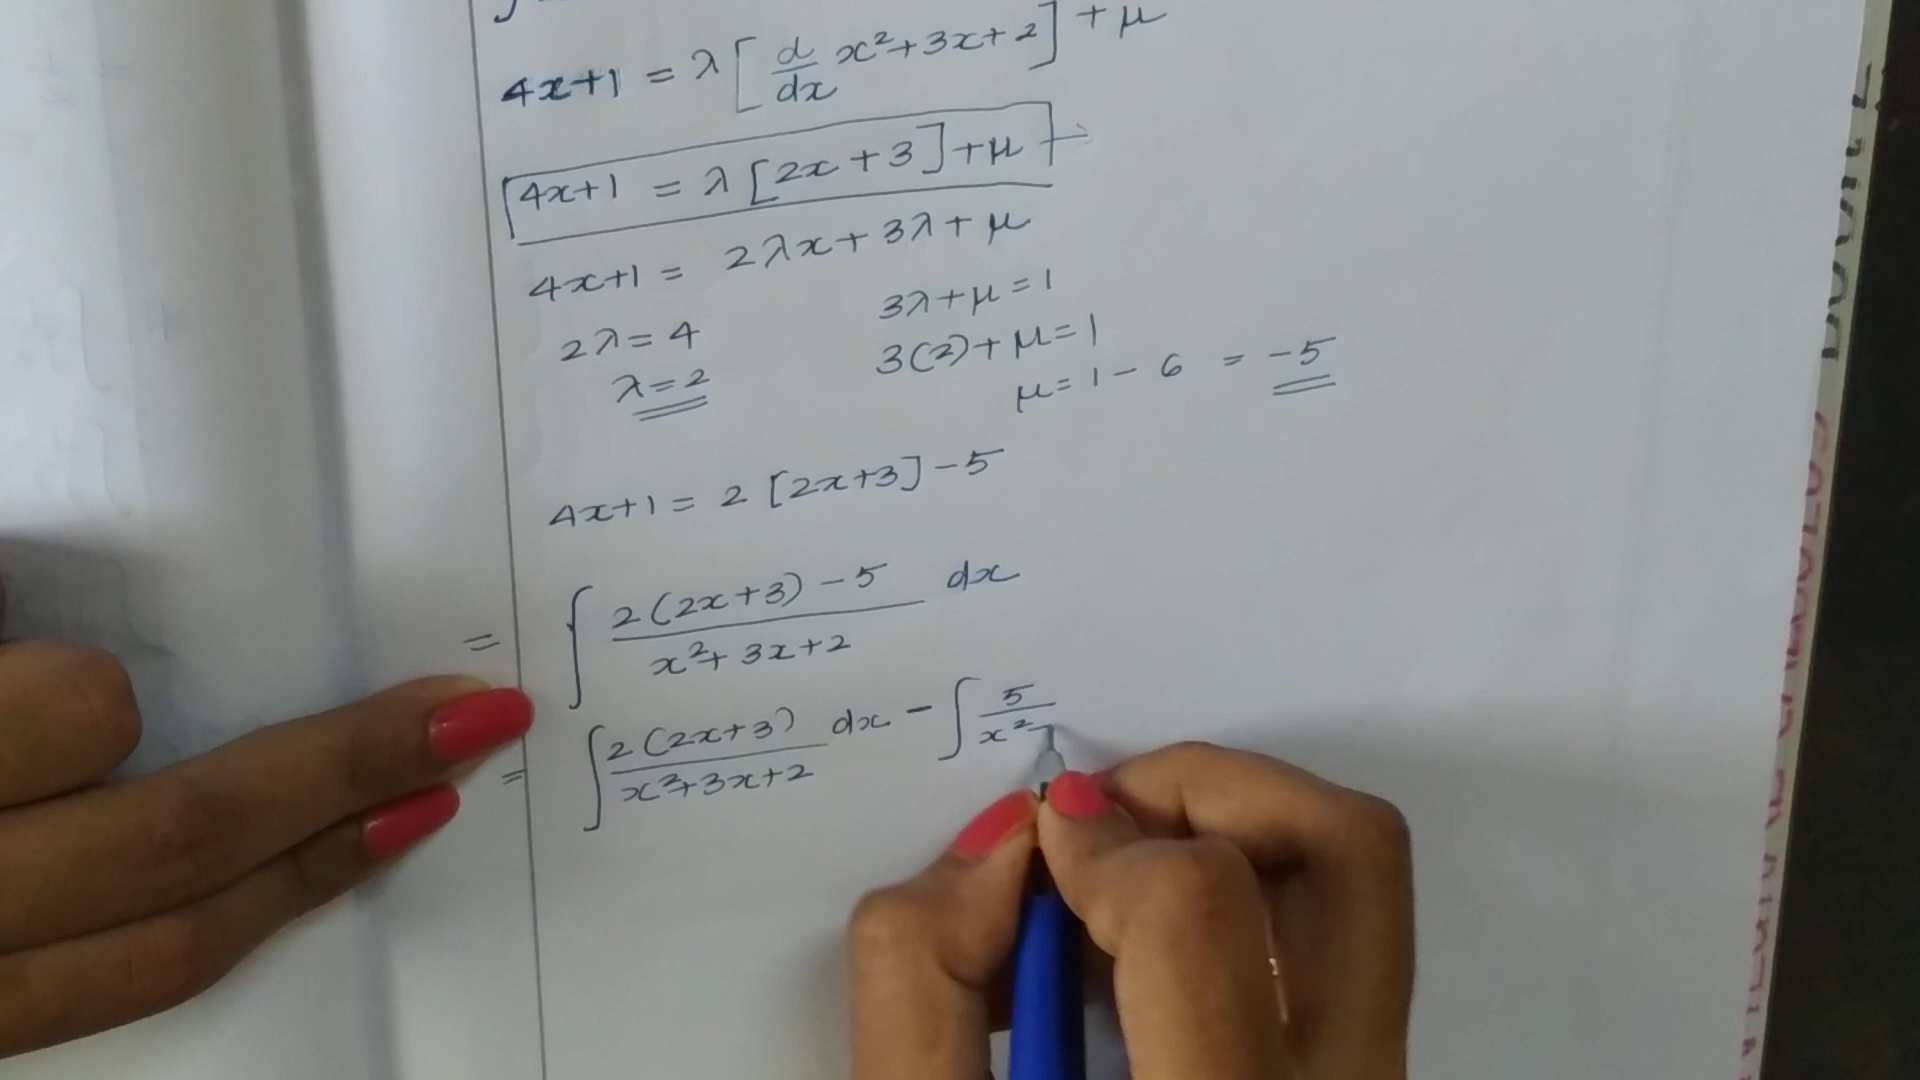 4x+1 = λ [ d/dx x²+3x+2 ] + μ
4x+1 = λ [2x+3] + μ
4x+1 = 2λx + 3λ + μ
2λ = 4    3λ+μ = 1
λ = 2    3(2)+μ = 1
μ = 1 - 6 = -5
4x+1 = 2 [2x+3] - 5
= ∫ 2(2x+3) - 5 / x²+3x+2 dx
= ∫ 2(2x+3) / x²+3x+2 dx - ∫ 5 / x²